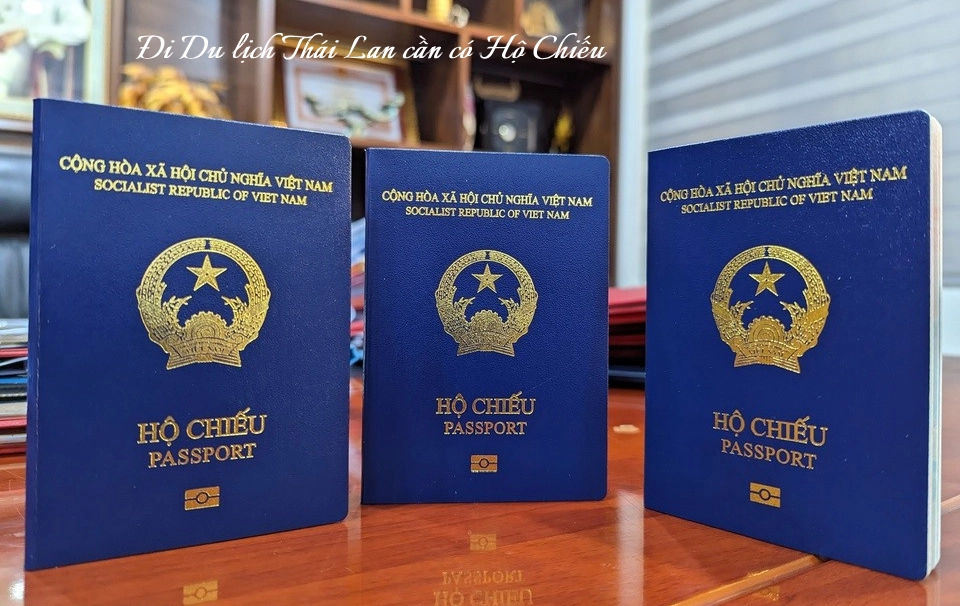 Đi Du lịch Thái Lan cần có Hộ Chiếu
CỘNG HÒA XÃ HỘI CHỦ NGHĨA VIỆT NAM
SOCIALIST REPUBLIC OF VIET NAM
HỘ CHIẾU
PASSPORT
CỘNG HÒA XÃ HỘI CHỦ NGHĨA VIỆT NAM
SOCIALIST REPUBLIC OF VIET NAM
HỘ CHIẾU
PASSPORT
CỘNG HÒA XÃ HỘI CHỦ NGHĨA VIỆT NAM
SOCIALIST REPUBLIC OF VIET NAM
HỘ CHIẾU
PASSPORT